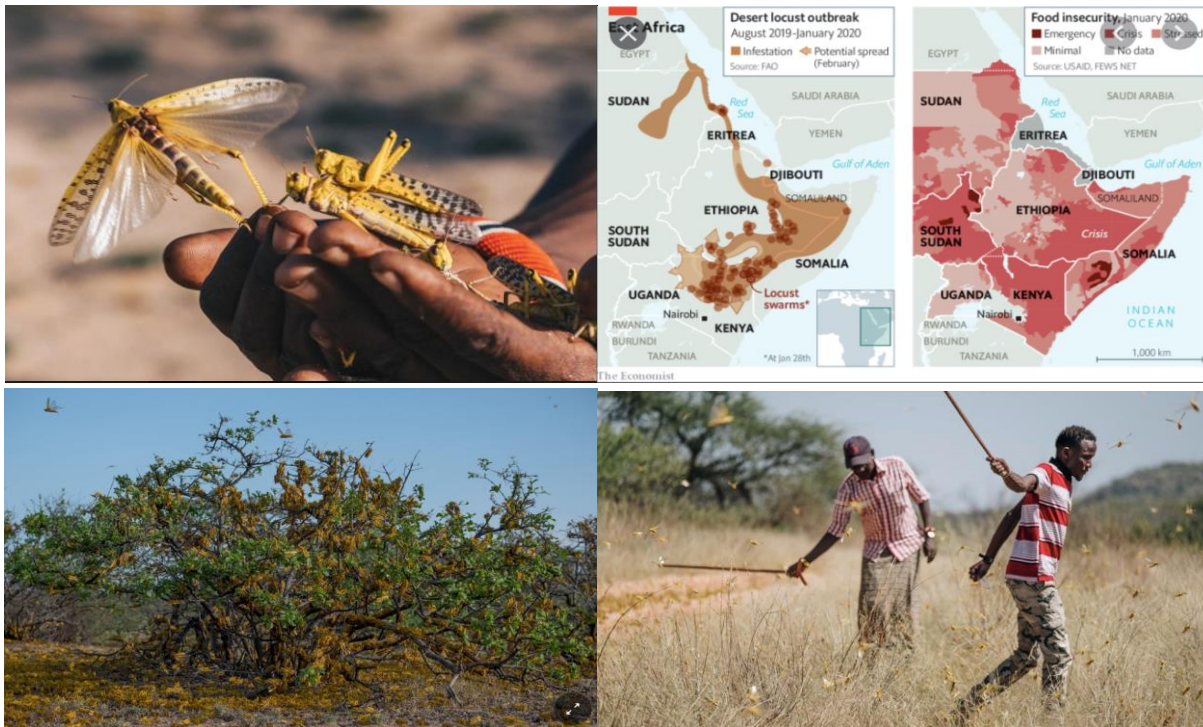 East Africa
Desert locust outbreak
August 2019-January 2020
Infestation
Potential spread
(February)
Source: FAO
EGYPT
SUDAN
Red
Sea
SAUDI ARABIA
ERITREA
YEMEN
Gulf of Aden
DJIBOUTI
SOMALILAND
ETHIOPIA
SOUTH
SUDAN
SOMALIA
UGANDA
Locust
swarms*
Nairobi
KENYA
RWANDA
BURUNDI
TANZANIA
*At Jan 28th
Food insecurity, January 2020
Emergency
Crisis
Stressed
Minimal
No data
Source: USAID, FEWS NET
EGYPT
SUDAN
Red
Sea
SAUDI ARABIA
ERITREA
YEMEN
Gulf of Aden
DJIBOUTI
SOMALILAND
ETHIOPIA
SOUTH
SUDAN
Crisis
SOMALIA
UGANDA
KENYA
Nairobi
INDIAN
OCEAN
RWANDA
BURUNDI
TANZANIA
1,000 km
The Economist